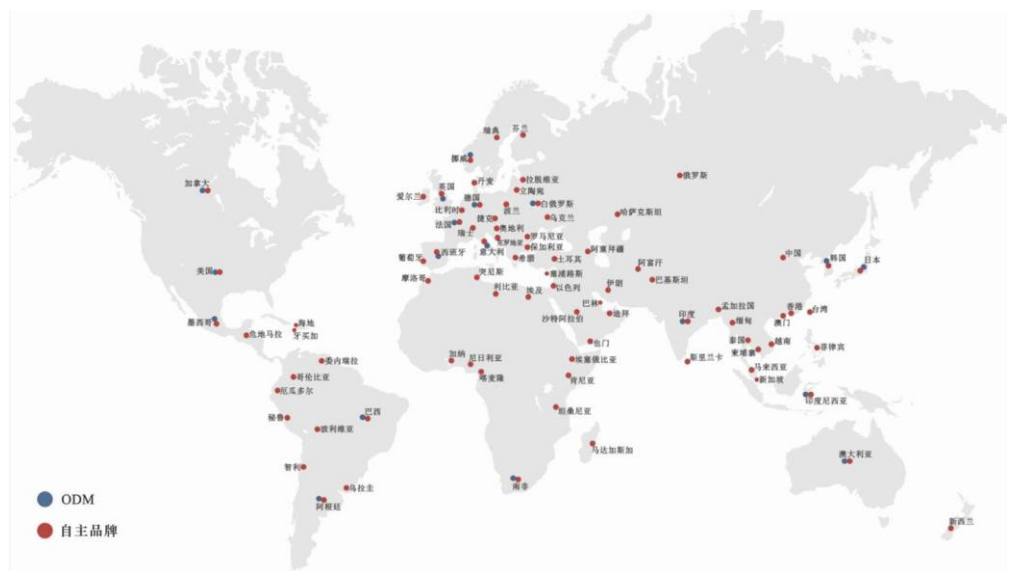 瑞典
芬兰
挪威
加拿大
丹麦
拉脱维亚
俄罗斯
英国
立陶宛
爱尔兰
德国
白俄罗斯
比利时
波兰
哈萨克斯坦
捷克
乌克兰
法国
奥地利
瑞士
罗马尼亚
克罗地亚
保加利亚
意大利
西班牙
阿塞拜疆
中国
韩国
日本
葡萄牙
希腊
土耳其
阿富汗
美国
突尼斯
塞浦路斯
摩洛哥
巴基斯坦
利比亚
埃及
以色列
伊朗
巴林
孟加拉国
香港
台湾
沙特阿拉伯
迪拜
墨西哥
海地
印度
缅甸
澳门
危地马拉
牙买加
也门
泰国
越南
菲律宾
加纳
尼日利亚
埃塞俄比亚
柬埔寨
委内瑞拉
斯里兰卡
马来西亚
喀麦隆
哥伦比亚
肯尼亚
新加坡
厄瓜多尔
印度尼西亚
巴西
坦桑尼亚
秘鲁
玻利维亚
马达加斯加
澳大利亚
智利
南非
乌拉圭
阿根廷
新西兰
ODM
自主品牌